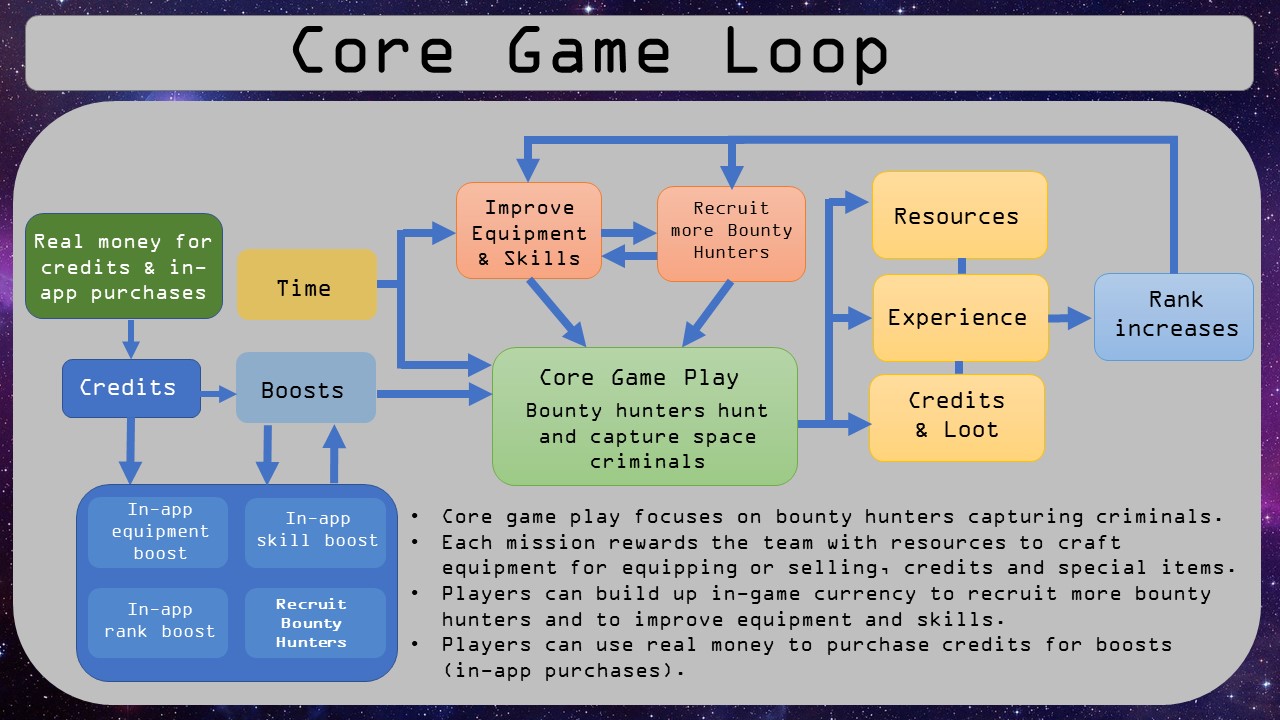 Core Game Loop
Real money for
credits & in-
app purchases
Time
Credits
Boosts
Improve
Equipment
& Skills
Recruit
more Bounty
Hunters
Core Game Play
Bounty hunters hunt
and capture space
criminals
Resources
Experience
Credits
& Loot
Rank
increases
In-app
equipment
boost
In-app
skill boost
In-app
rank boost
Recruit
Bounty
Hunters
• Core game play focuses on bounty hunters capturing criminals.
• Each mission rewards the team with resources to craft
equipment for equipping or selling, credits and special items.
• Players can build up in-game currency to recruit more bounty
hunters and to improve equipment and skills.
• Players can use real money to purchase credits for boosts
(in-app purchases).